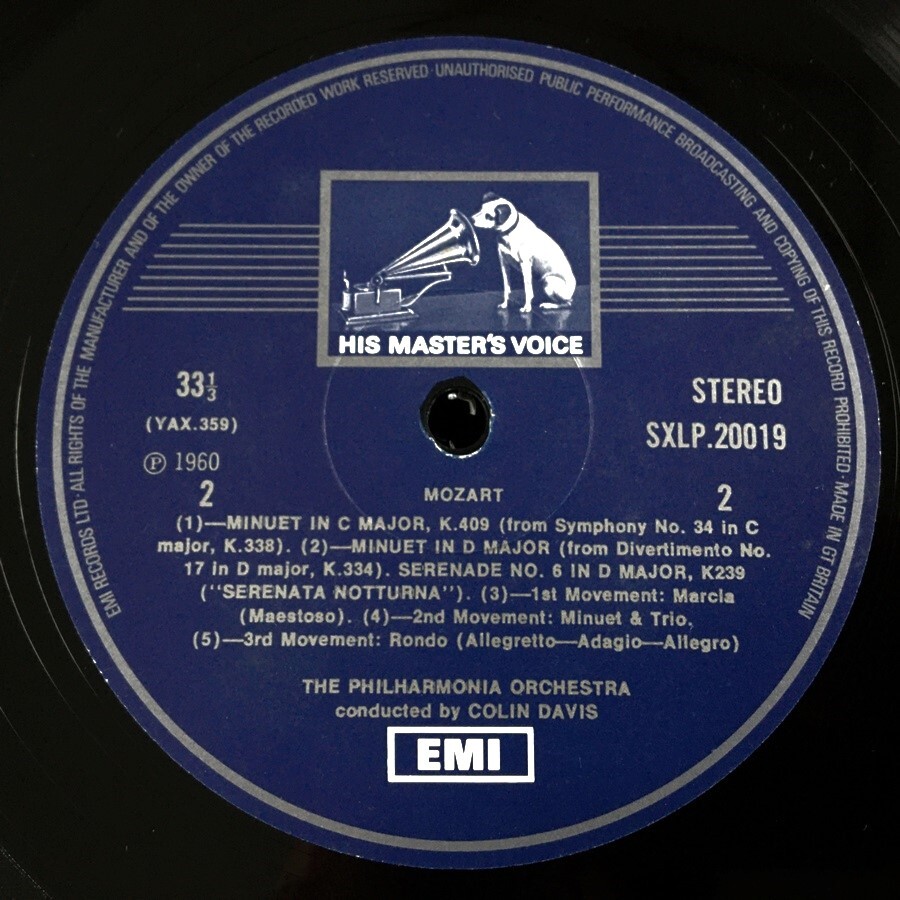 EMI RECORDS LTD · ALL RIGHTS OF THE MANUFACTURER AND OF THE OWNER OF THE RECORDED WORK RESERVED · UNAUTHORISED PUBLIC PERFORMANCE BROADCASTING AND COPYING OF THIS RECORD PROHIBITED · MADE IN GT BRITAIN
HIS MASTER'S VOICE
33⅓
STEREO
(YAX.359)
SXLP.20019
℗ 1960
2
MOZART
2
(1)—MINUET IN C MAJOR, K.409 (from Symphony No. 34 in C
major, K.338). (2)—MINUET IN D MAJOR (from Divertimento No.
17 in D major, K.334). SERENADE NO. 6 IN D MAJOR, K239
("SERENATA NOTTURNA"). (3)—1st Movement: Marcia
(Maestoso). (4)—2nd Movement: Minuet & Trio,
(5)—3rd Movement: Rondo (Allegretto—Adagio—Allegro)
THE PHILHARMONIA ORCHESTRA
conducted by COLIN DAVIS
EMI